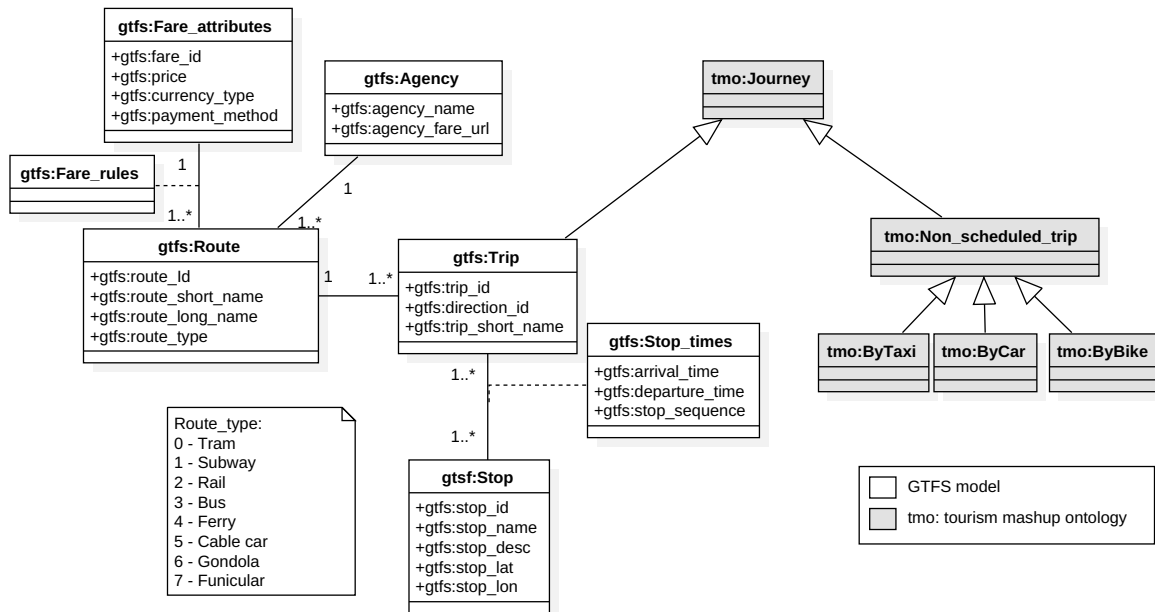 gtfs:Fare_attributes
+gtfs:fare_id
+gtfs:price
+gtfs:currency_type
+gtfs:payment_method
gtfs:Agency
+gtfs:agency_name
+gtfs:agency_fare_url
tmo:Journey
gtfs:Fare_rules
1
1..*
1
1..*
gtfs:Route
+gtfs:route_Id
+gtfs:route_short_name
+gtfs:route_long_name
+gtfs:route_type
1
1..*
gtfs:Trip
+gtfs:trip_id
+gtfs:direction_id
+gtfs:trip_short_name
tmo:Non_scheduled_trip
tmo:ByTaxi
tmo:ByCar
tmo:ByBike
gtfs:Stop_times
+gtfs:arrival_time
+gtfs:departure_time
+gtfs:stop_sequence
1..*
1..*
gtsf:Stop
+gtfs:stop_id
+gtfs:stop_name
+gtfs:stop_desc
+gtfs:stop_lat
+gtfs:stop_lon
Route_type:
0 - Tram
1 - Subway
2 - Rail
3 - Bus
4 - Ferry
5 - Cable car
6 - Gondola
7 - Funicular
GTFS model
tmo: tourism mashup ontology